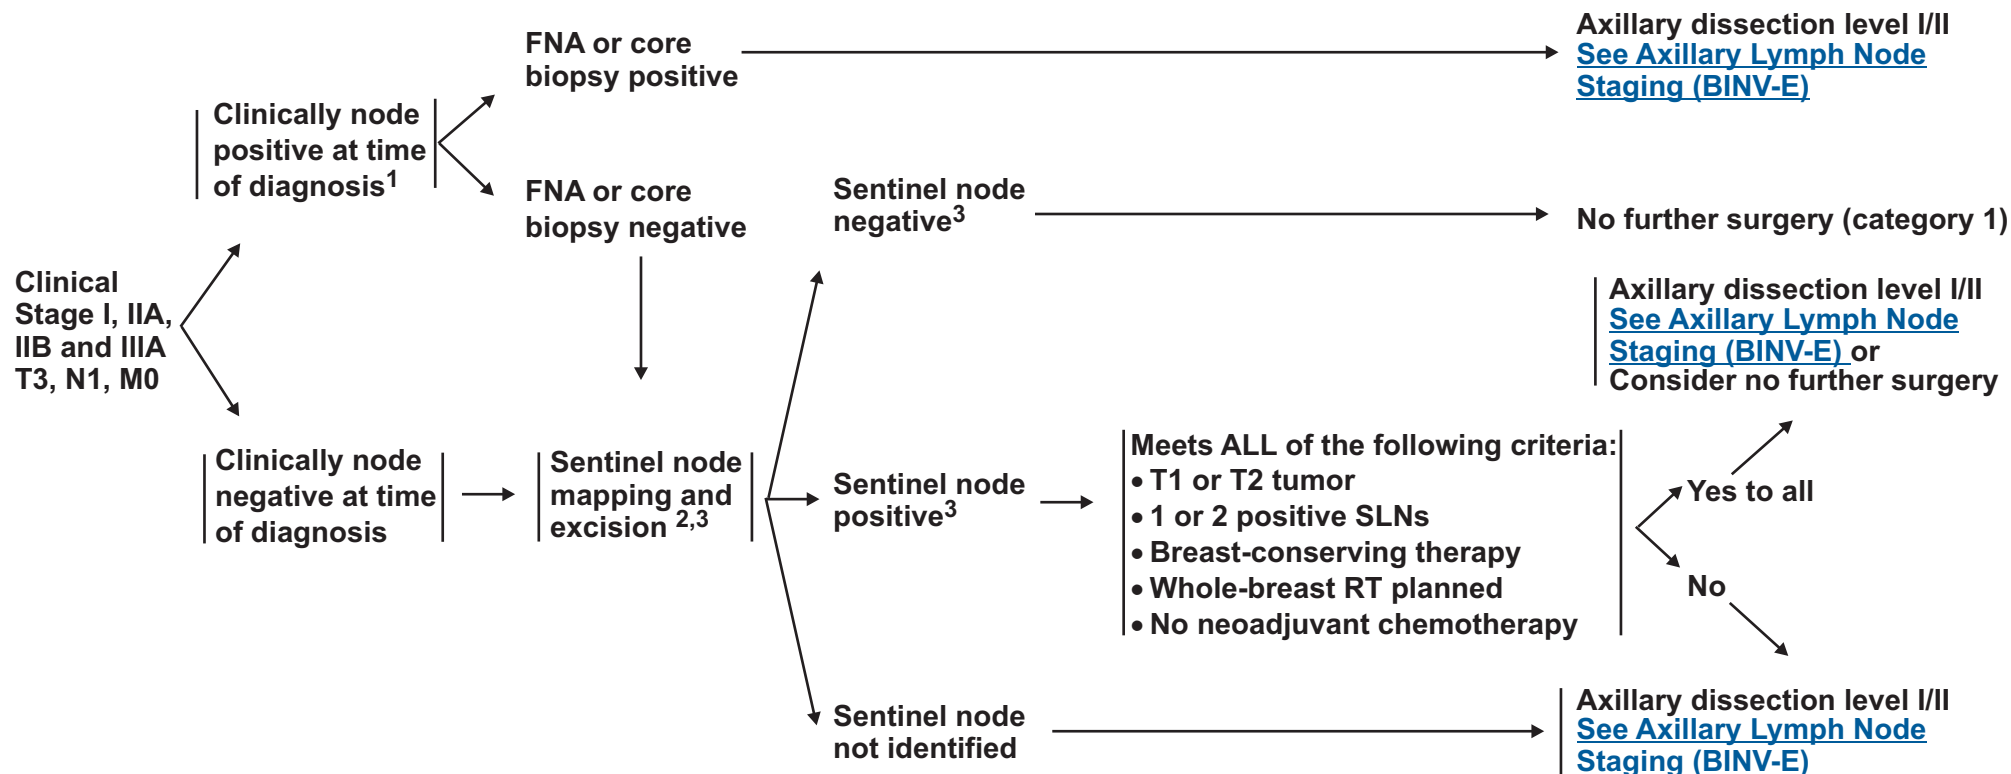 Clinical
Stage I, IIA,
IIB and IIIA
T3, N1, M0
Clinically node
positive at time
of diagnosis1
FNA or core
biopsy positive
Axillary dissection level I/II
See Axillary Lymph Node
Staging (BINV-E)
FNA or core
biopsy negative
Clinically node
negative at time
of diagnosis
Sentinel node
mapping and
excision 2,3
Sentinel node
negative3
No further surgery (category 1)
Sentinel node
positive3
Meets ALL of the following criteria:
• T1 or T2 tumor
• 1 or 2 positive SLNs
• Breast-conserving therapy
• Whole-breast RT planned
• No neoadjuvant chemotherapy
Yes to all
Axillary dissection level I/II
See Axillary Lymph Node
Staging (BINV-E) or
Consider no further surgery
No
Sentinel node
not identified
Axillary dissection level I/II
See Axillary Lymph Node
Staging (BINV-E)